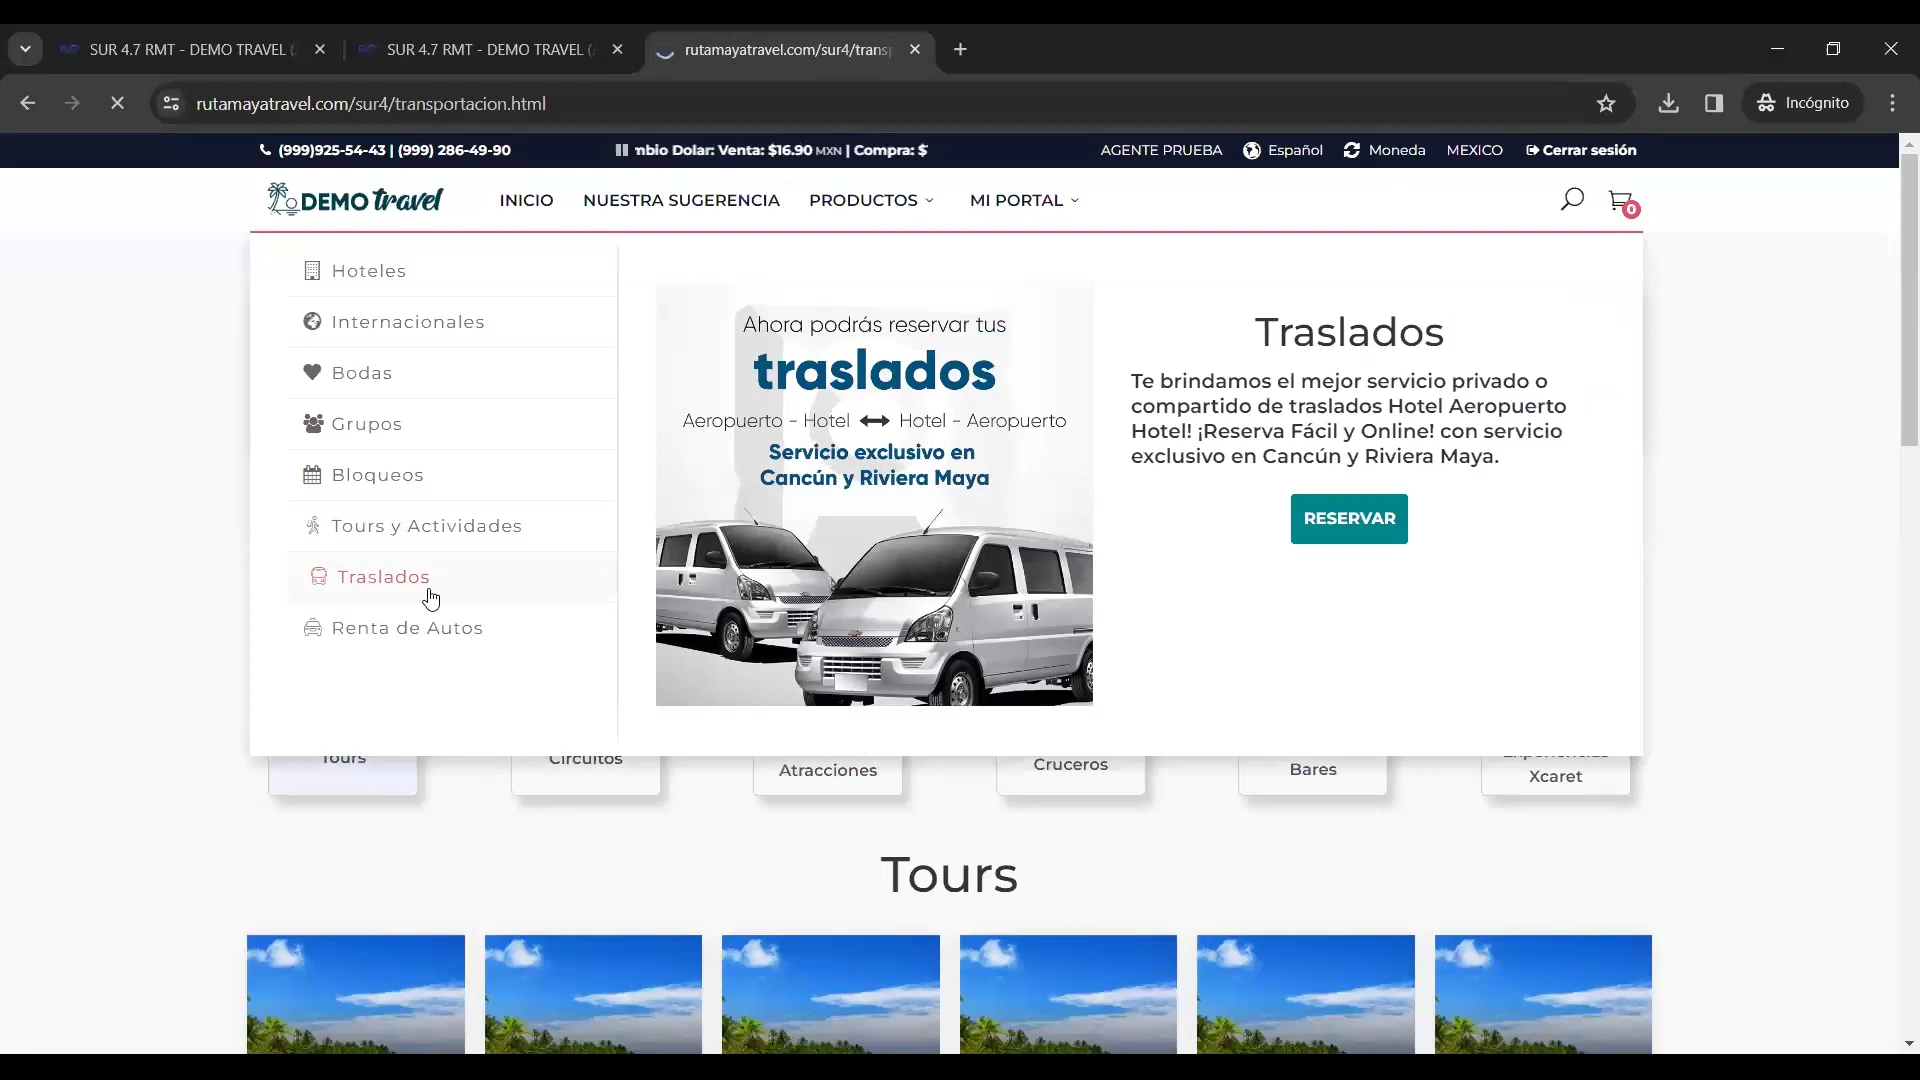 SUR 4.7 RMT - DEMO TRAVEL (
SUR 4.7 RMT - DEMO TRAVEL (
rutamayatravel.com/sur4/trans
rutamayatravel.com/sur4/transportacion.html
Incógnito
(999)925-54-43 | (999) 286-49-90
mbio Dolar: Venta: $16.90 MXN | Compra: $
AGENTE PRUEBA
Español
Moneda
MEXICO
Cerrar sesión
DEMO travel
INICIO
NUESTRA SUGERENCIA
PRODUCTOS
MI PORTAL
0
Hoteles
Internacionales
Bodas
Grupos
Bloqueos
Tours y Actividades
Traslados
Renta de Autos
Ahora podrás reservar tus
traslados
Aeropuerto - Hotel ↔ Hotel - Aeropuerto
Servicio exclusivo en
Cancún y Riviera Maya
Traslados
Te brindamos el mejor servicio privado o
compartido de traslados Hotel Aeropuerto
Hotel! ¡Reserva Fácil y Online! con servicio
exclusivo en Cancún y Riviera Maya.
RESERVAR
Tours
Circuitos
Atracciones
Cruceros
Bares
Experiencias
Xcaret
Tours